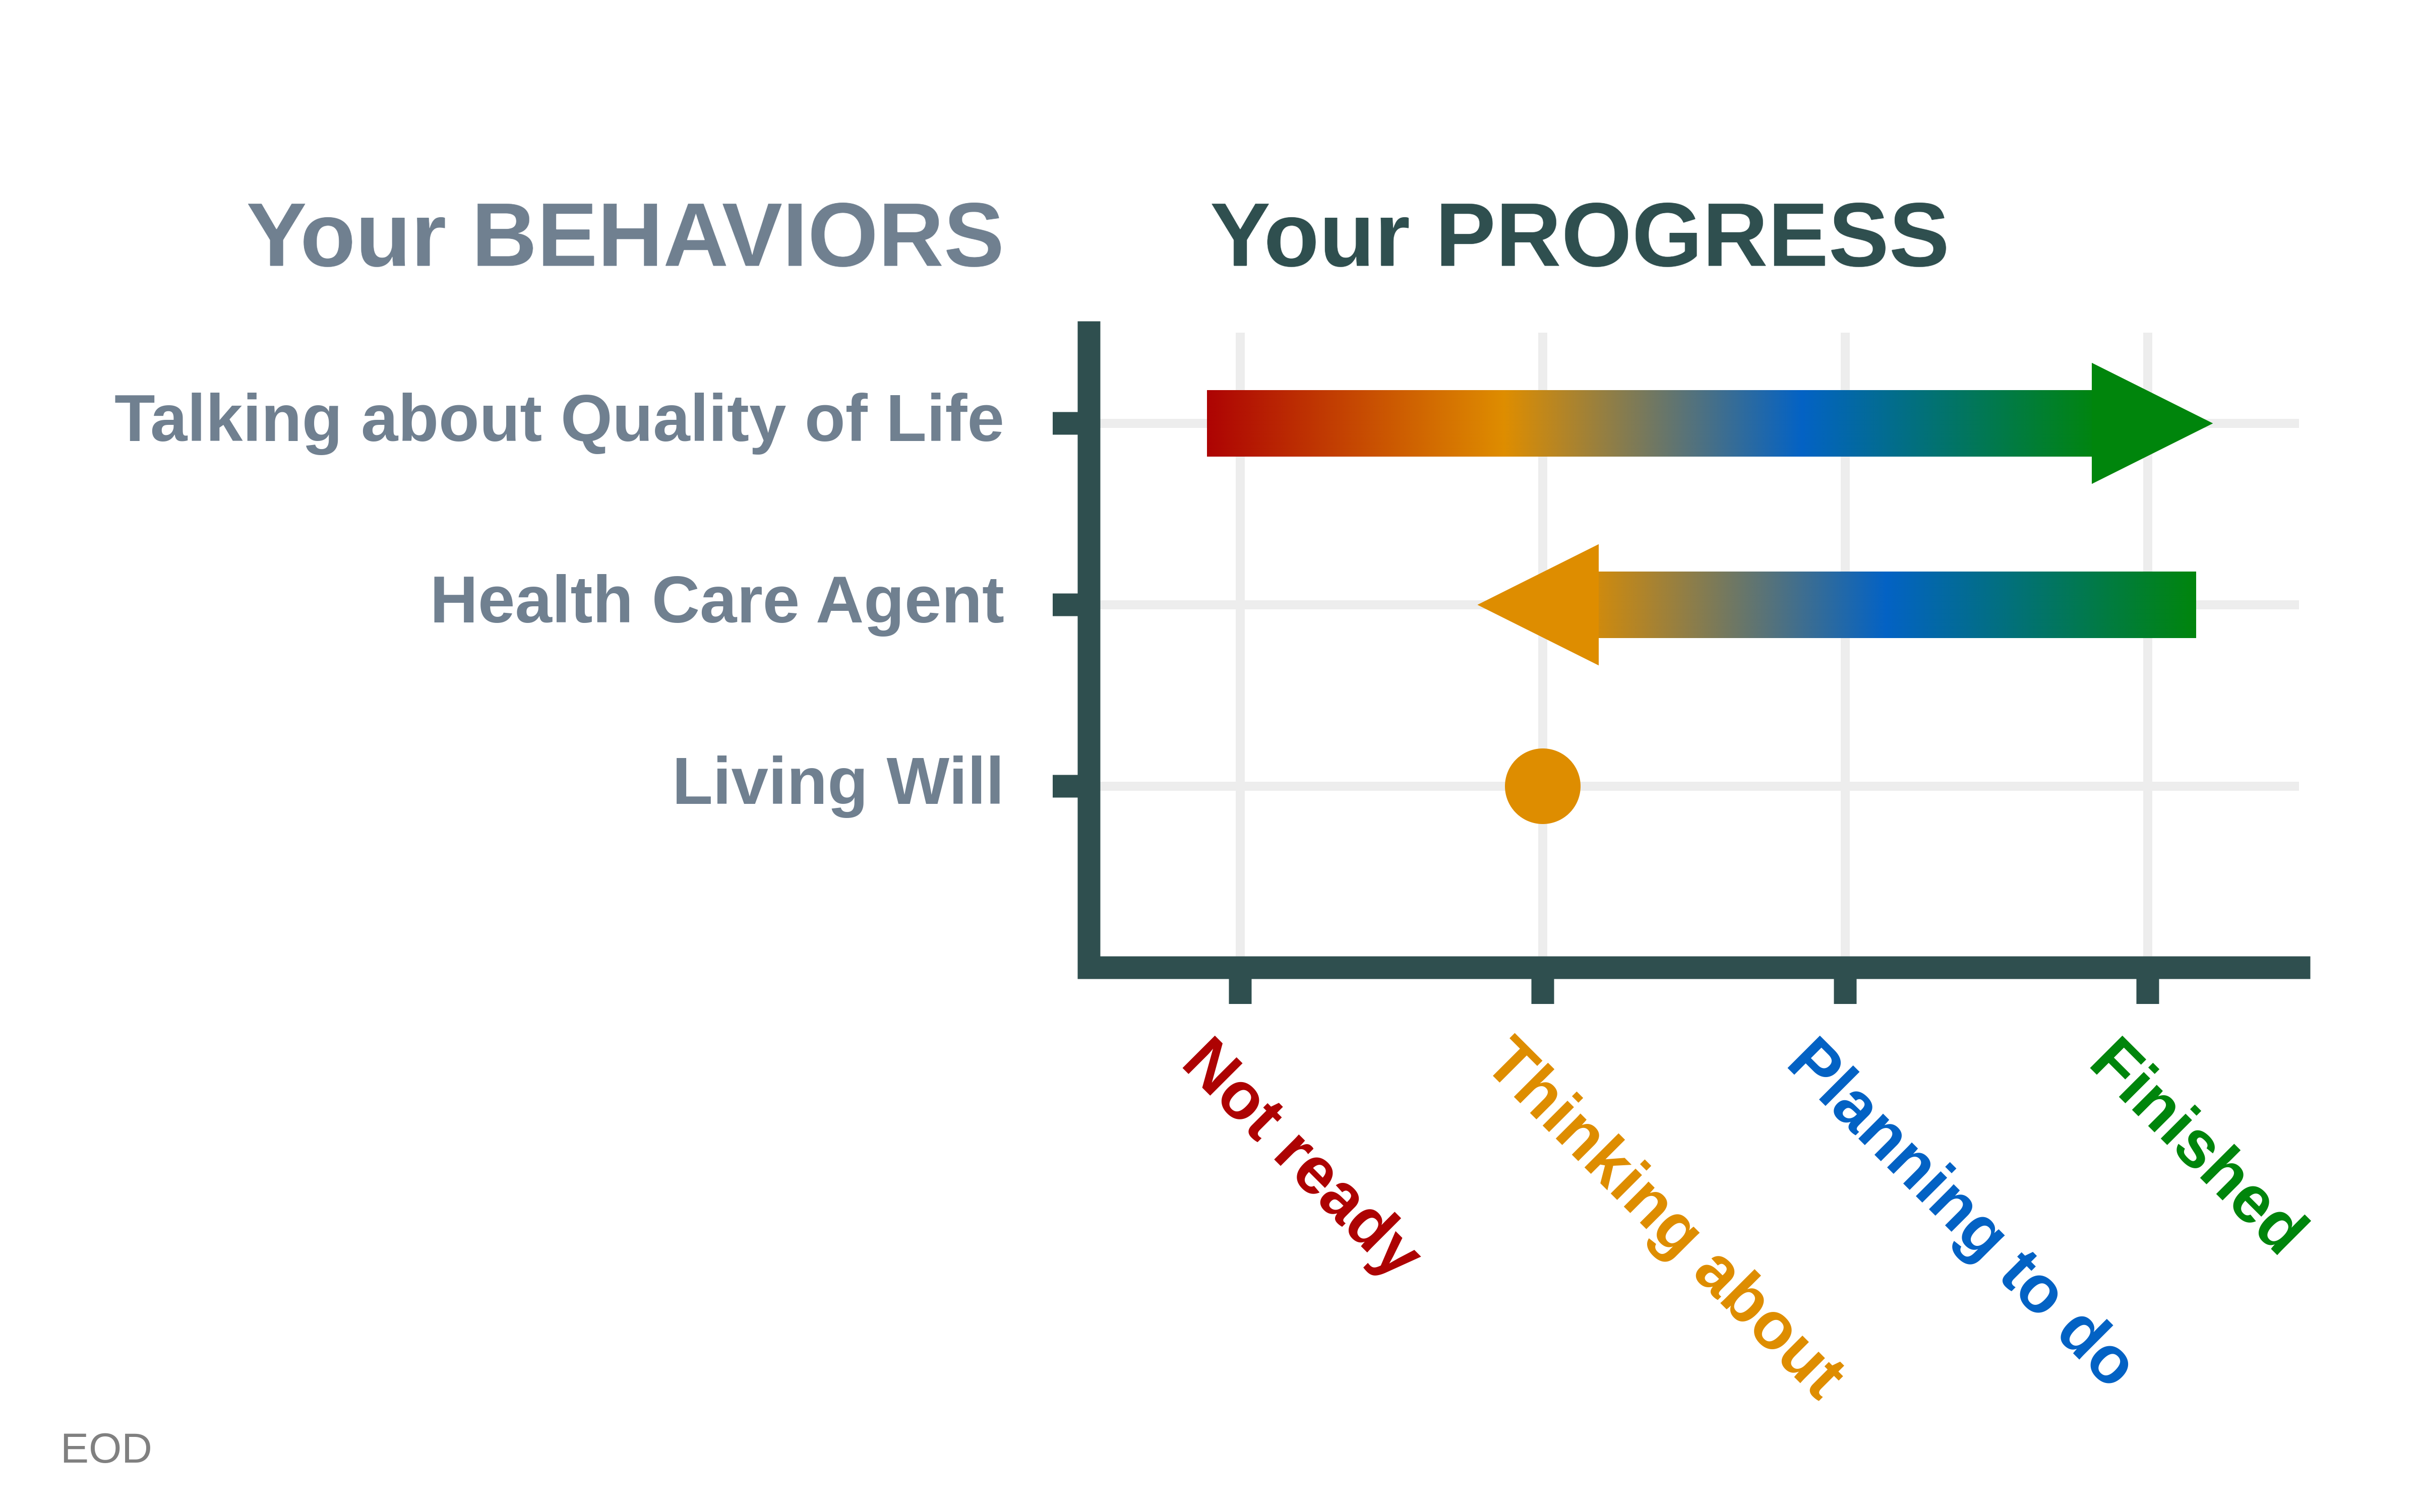 Your BEHAVIORS
Your PROGRESS
Talking about Quality of Life
Health Care Agent
Living Will
Not ready
Thinking about
Planning to do
Finished
EOD